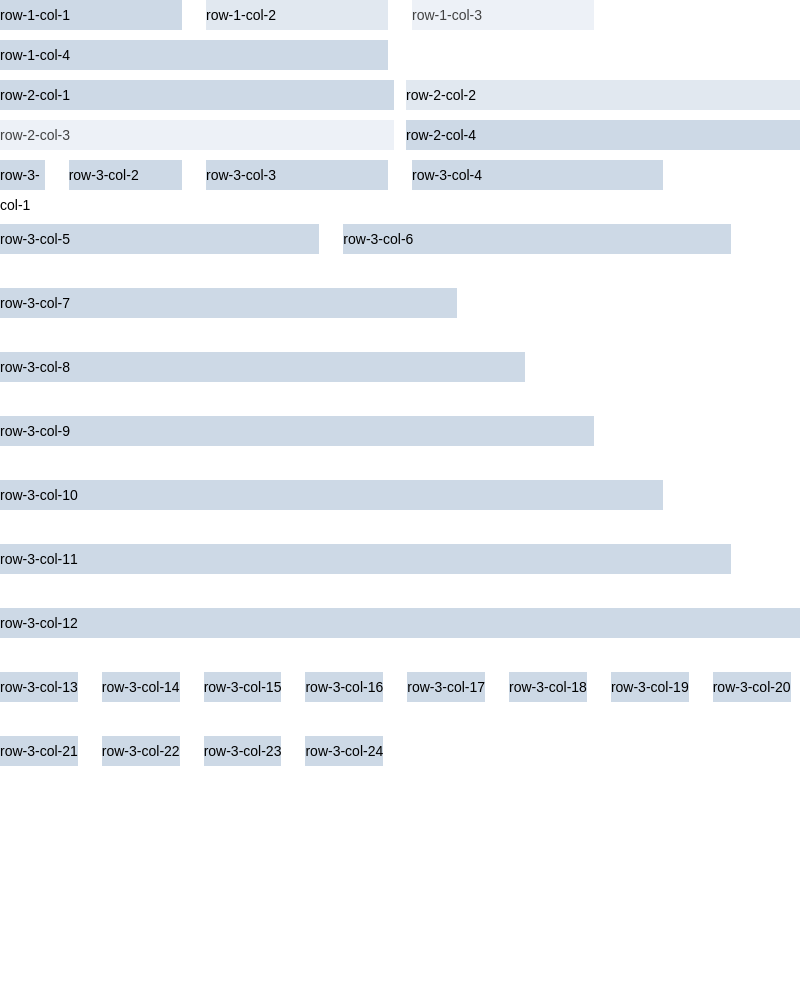 row-1-col-1 row-1-col-2 row-1-col-3
row-1-col-4
row-2-col-1 row-2-col-2
row-2-col-3 row-2-col-4
row-3- row-3-col-2 row-3-col-3 row-3-col-4
col-1
row-3-col-5 row-3-col-6
row-3-col-7
row-3-col-8
row-3-col-9
row-3-col-10
row-3-col-11
row-3-col-12
row-3-col-13 row-3-col-14 row-3-col-15 row-3-col-16 row-3-col-17 row-3-col-18 row-3-col-19 row-3-col-20
row-3-col-21 row-3-col-22 row-3-col-23 row-3-col-24